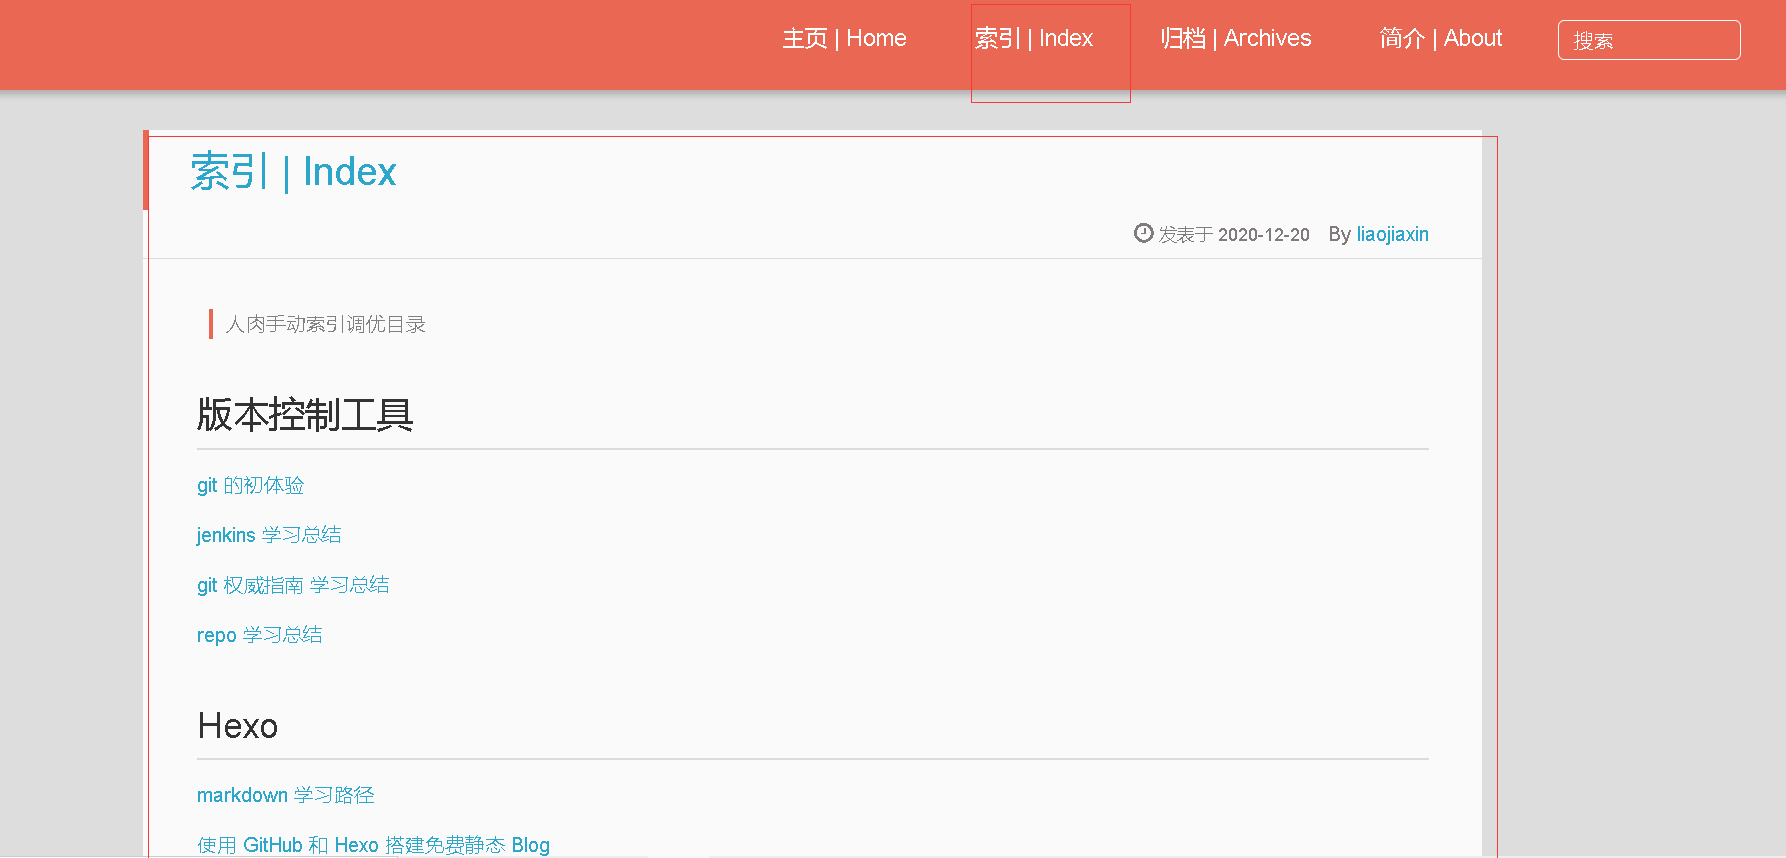 主页 | Home 索引 | Index 归档 | Archives 简介 | About 搜索
索引 | Index
发表于 2020-12-20 By liaojiaxin
人肉手动索引调优目录
版本控制工具
git 的初体验
jenkins 学习总结
git 权威指南 学习总结
repo 学习总结
Hexo
markdown 学习路径
使用 GitHub 和 Hexo 搭建免费静态 Blog